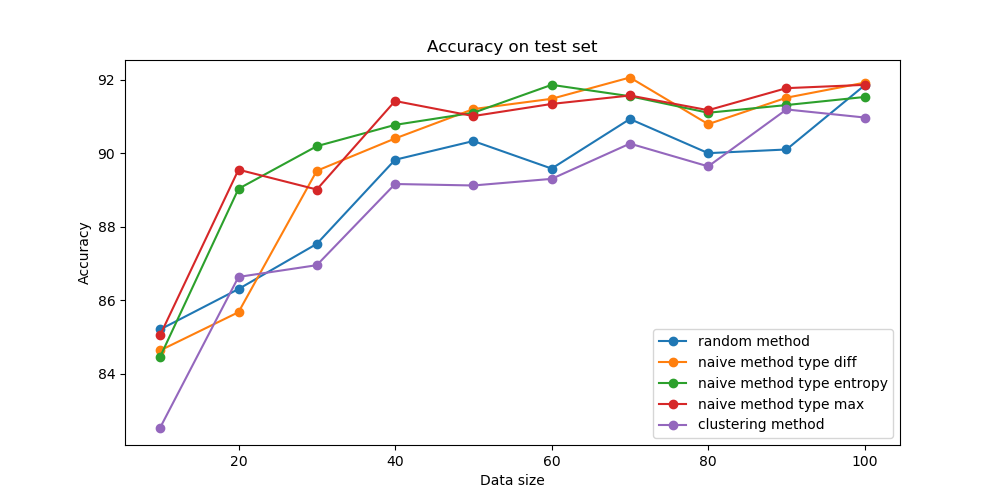 Accuracy on test set
Accuracy
92
90
88
86
84
20
40
60
80
100
Data size
random method
naive method type diff
naive method type entropy
naive method type max
clustering method